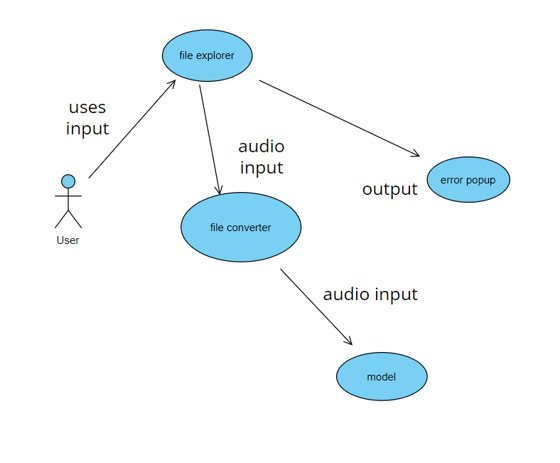 file explorer
uses
input
audio
input
error popup
output
User
file converter
audio input
model